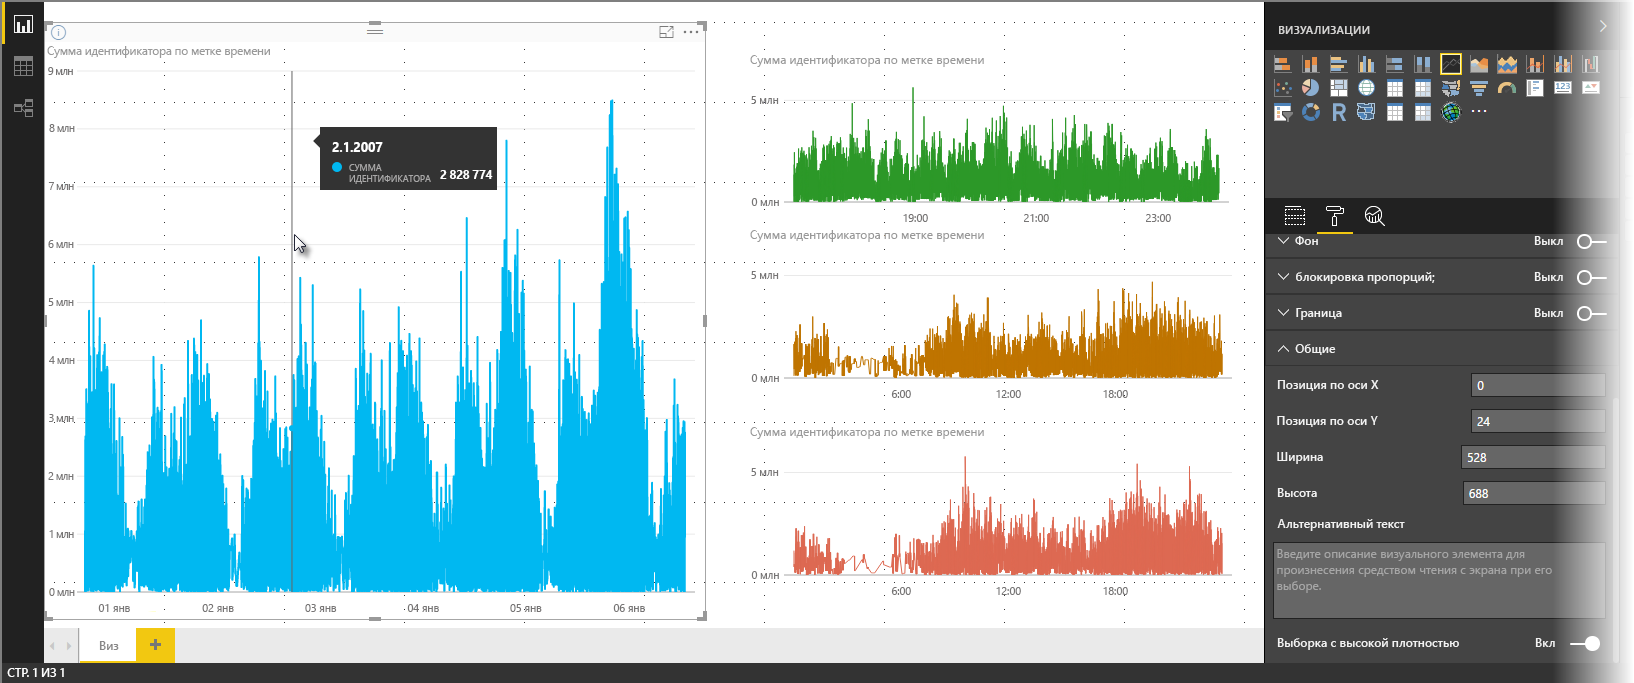 Сумма идентификатора по метке времени
9 млн
8 млн
7 млн
6 млн
5 млн
4 млн
3 млн
2 млн
1 млн
0 млн
01 янв 02 янв 03 янв 04 янв 05 янв 06 янв
2.1.2007
СУММА
ИДЕНТИФИКАТОРА 2 828 774
Сумма идентификатора по метке времени
5 млн
0 млн
19:00 21:00 23:00
Сумма идентификатора по метке времени
5 млн
0 млн
6:00 12:00 18:00
Сумма идентификатора по метке времени
5 млн
0 млн
6:00 12:00 18:00
ВИЗУАЛИЗАЦИИ
R
123
Фон Выкл
блокировка пропорций; Выкл
Граница Выкл
Общие
Позиция по оси X 0
Позиция по оси Y 24
Ширина 528
Высота 688
Альтернативный текст
Введите описание визуального элемента для
произнесения средством чтения с экрана при его
выборе.
Выборка с высокой плотностью Вкл
Виз
СТР. 1 ИЗ 1